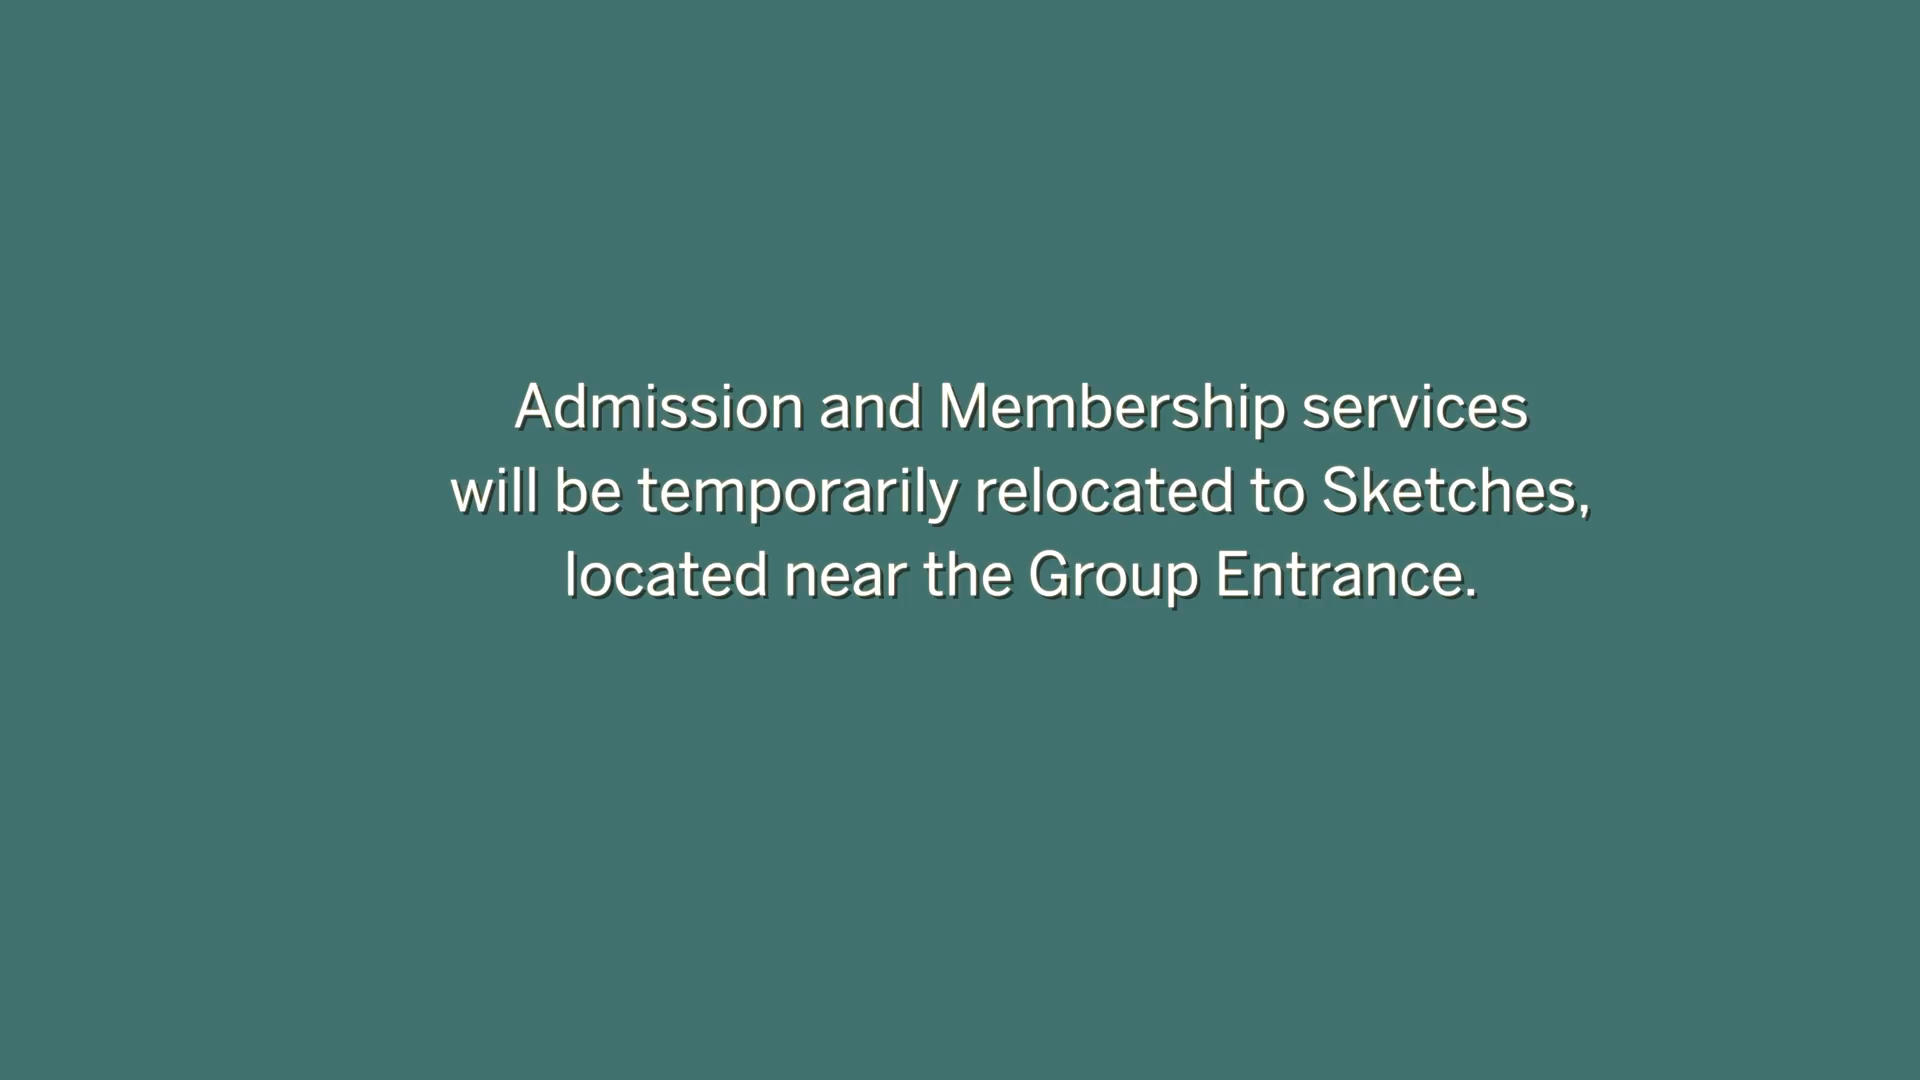 Admission and Membership services
will be temporarily relocated to Sketches,
located near the Group Entrance.